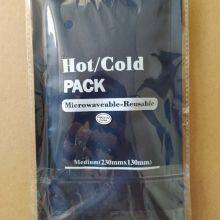 Hot/Cold
PACK
Microwaveable-Reusable
Medium(230mmx130mm)